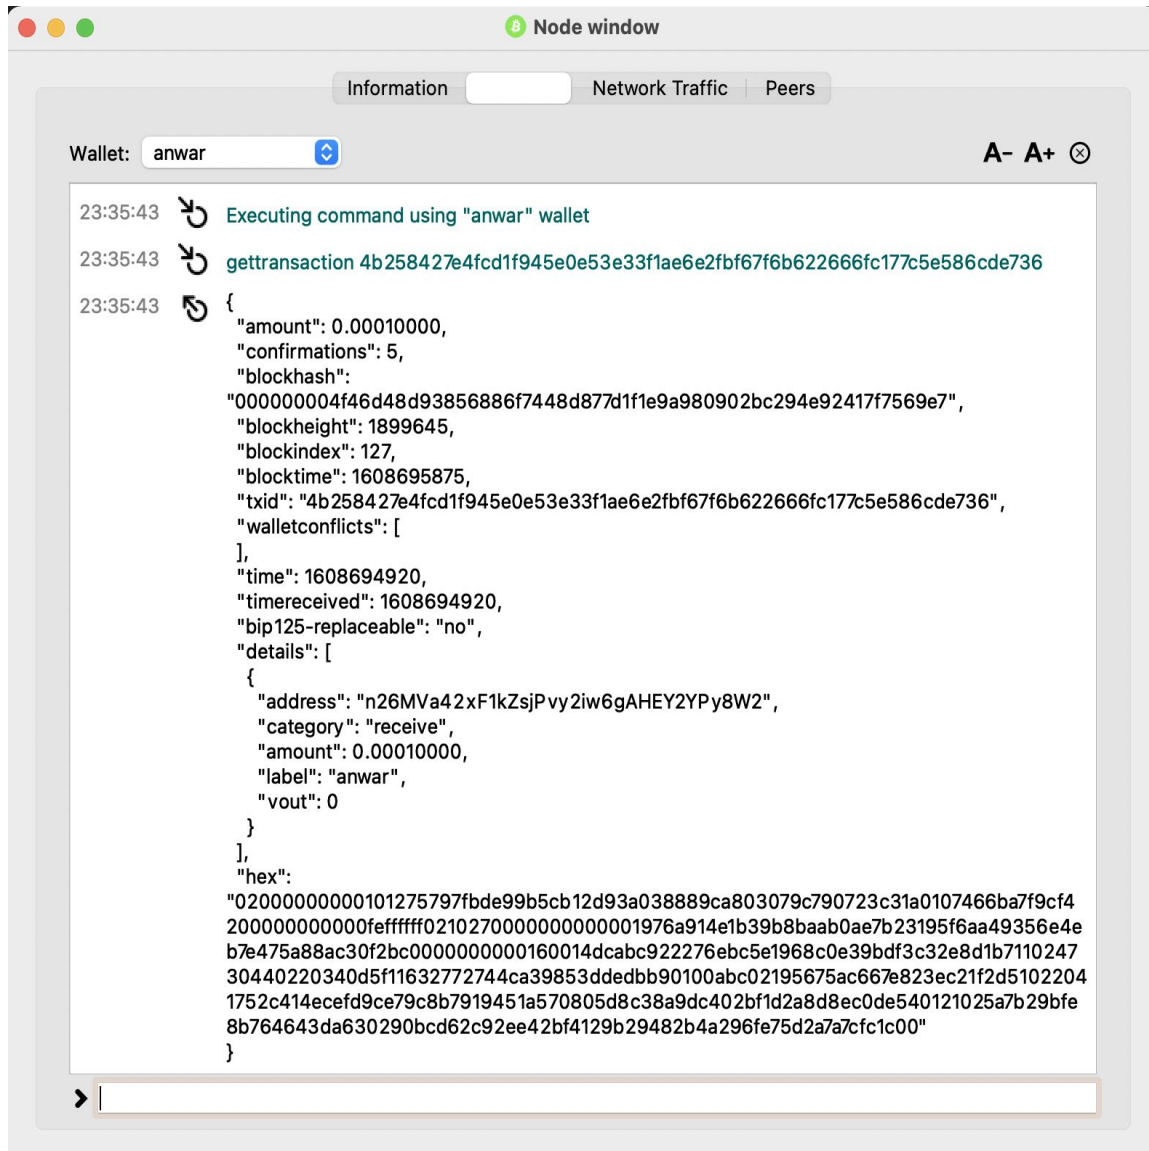 Node window
Information
Network Traffic
Peers
Wallet: anwar
A- A+
23:35:43 Executing command using "anwar" wallet
23:35:43 gettransaction 4b258427e4fcd1f945e0e53e33f1ae6e2fbf67f6b622666fc177c5e586cde736
23:35:43 {
"amount": 0.00010000,
"confirmations": 5,
"blockhash":
"000000004f46d48d93856886f7448d877d1f1e9a980902bc294e92417f7569e7",
"blockheight": 1899645,
"blockindex": 127,
"blocktime": 1608695875,
"txid": "4b258427e4fcd1f945e0e53e33f1ae6e2fbf67f6b622666fc177c5e586cde736",
"walletconflicts": [
],
"time": 1608694920,
"timereceived": 1608694920,
"bip125-replaceable": "no",
"details": [
{
"address": "n26MVa42xF1kZsjPvy2iw6gAHEY2YPy8W2",
"category": "receive",
"amount": 0.00010000,
"label": "anwar",
"vout": 0
}
],
"hex":
"02000000000101275797fbde99b5cb12d93a038889ca803079c790723c31a0107466ba7f9cf4
200000000000feffffff0210270000000000001976a914e1b39b8baab0ae7b23195f6aa49356e4e
b7e475a88ac30f2bc0000000000160014dcabc922276ebc5e1968c0e39bdf3c32e8d1b7110247
30440220340d5f11632772744ca39853ddedbb90100abc02195675ac667e823ec21f2d51022041
1752c414ecefd9ce79c8b7919451a570805d8c38a9dc402bf1d2a8d8ec0de540121025a7b29bfe
8b764643da630290bcd62c92ee42bf4129b29482b4a296fe75d2a7a7cfc1c00"
}